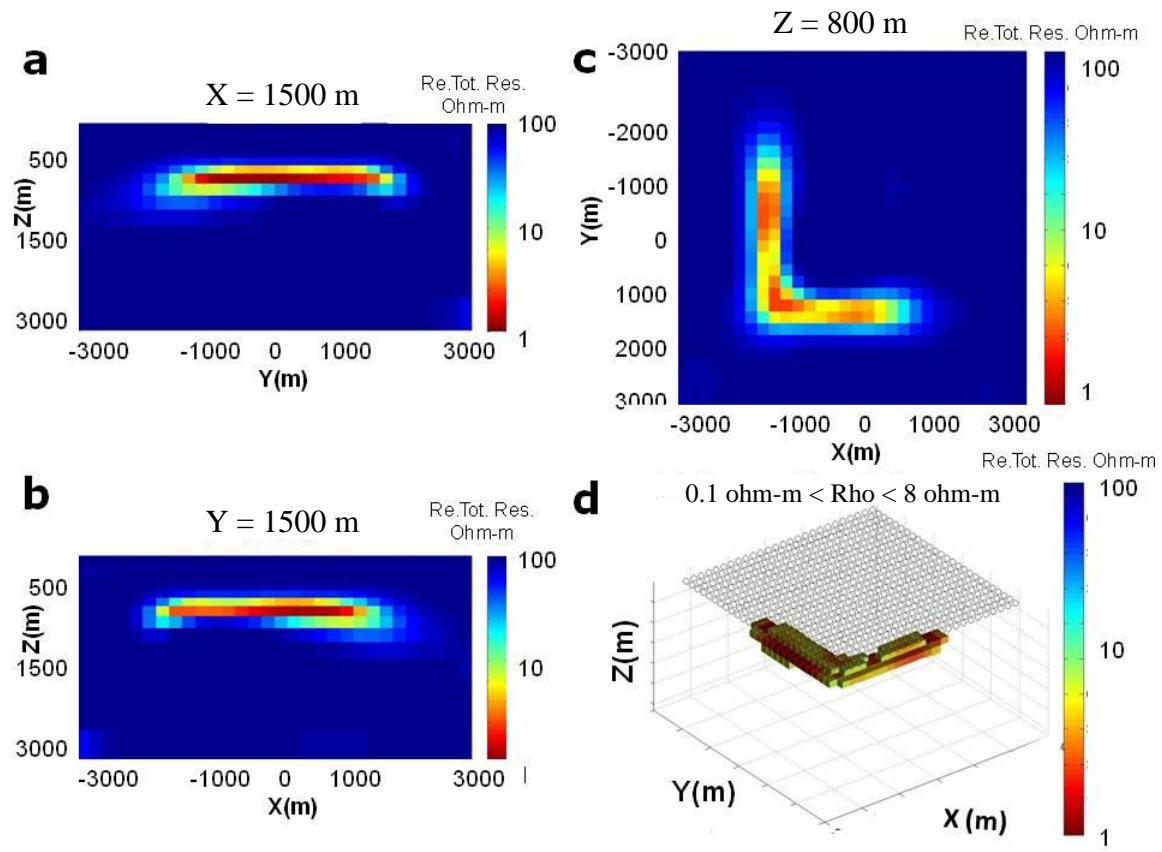 a
X = 1500 m
Re.Tot. Res.
Ohm-m
100
10
1
500
1500
3000
Z(m)
-3000 -1000 0 1000 3000
Y(m)
b
Y = 1500 m
Re.Tot. Res.
Ohm-m
100
10
500
1500
3000
Z(m)
-3000 -1000 0 1000 3000
X(m)
c
Z = 800 m
Re.Tot. Res. Ohm-m
100
10
1
-3000
-2000
-1000
0
1000
2000
3000
Y(m)
-3000 -1000 0 1000 3000
X(m)
d
0.1 ohm-m < Rho < 8 ohm-m
Re.Tot. Res. Ohm-m
100
10
1
Z(m)
Y(m)
X (m)